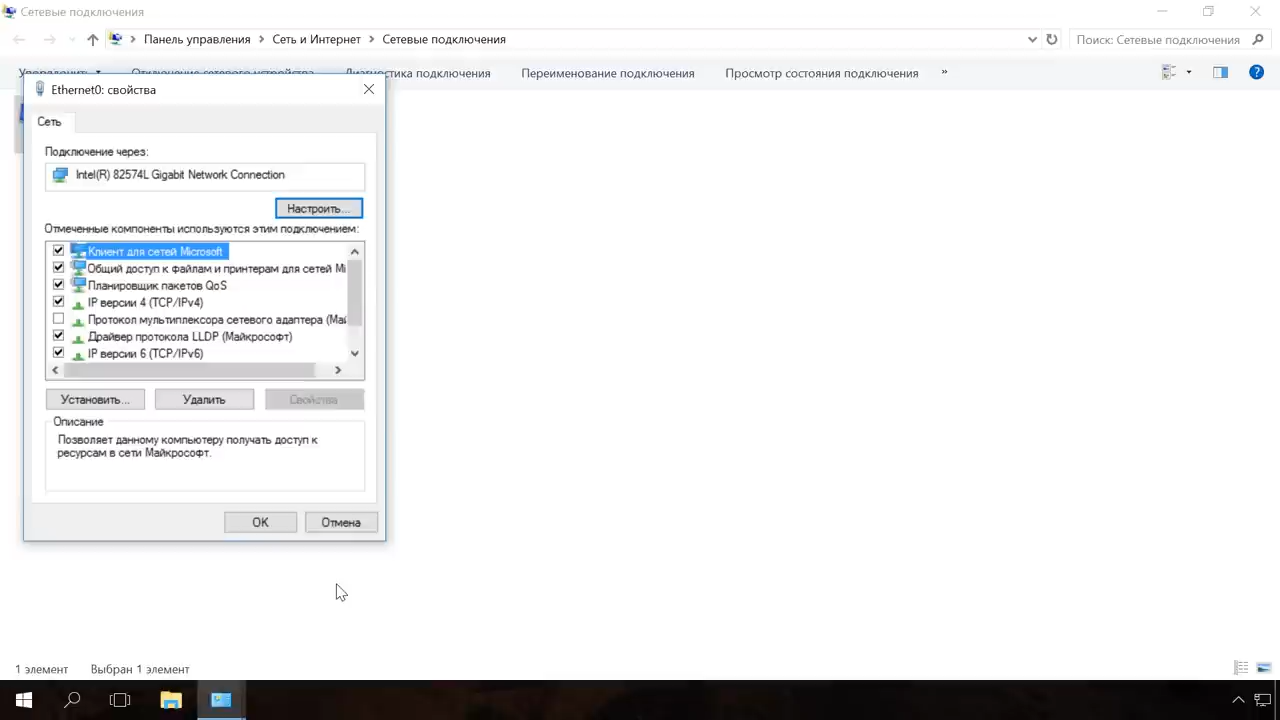 Сетевые подключения
Панель управления
Сеть и Интернет
Сетевые подключения
Поиск: Сетевые подключения
Упорядочить
Отключение сетевого устройства
Диагностика подключения
Переименование подключения
Просмотр состояния подключения
»
Ethernet0: свойства
Сеть
Подключение через:
Intel(R) 82574L Gigabit Network Connection
Настроить...
Отмеченные компоненты используются этим подключением:
Клиент для сетей Microsoft
Общий доступ к файлам и принтерам для сетей Mi
Планировщик пакетов QoS
IP версии 4 (TCP/IPv4)
Протокол мультиплексора сетевого адаптера (Май
Драйвер протокола LLDP (Майкрософт)
IP версии 6 (TCP/IPv6)
Установить...
Удалить
Свойства
Описание
Позволяет данному компьютеру получать доступ к
ресурсам в сети Майкрософт.
OK
Отмена
1 элемент
Выбран 1 элемент